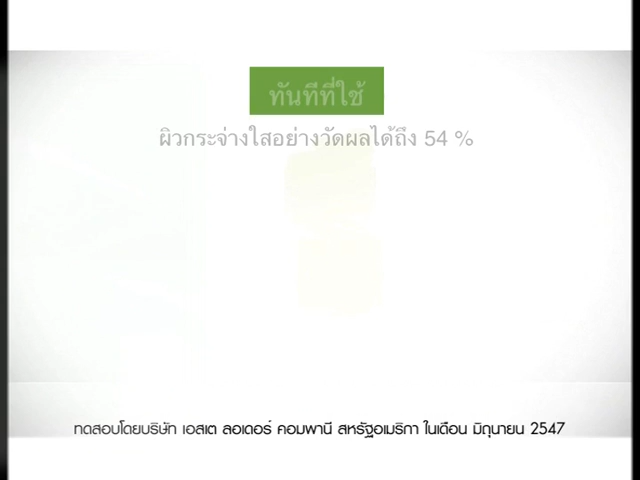 ทันทีที่ใช้
ผิวกระจ่างใสอย่างวัดผลได้ถึง 54 %
ทดสอบโดยบริษัท เอสเต ลอเดอร์ คอมพานี สหรัฐอเมริกา ในเดือน มิถุนายน 2547